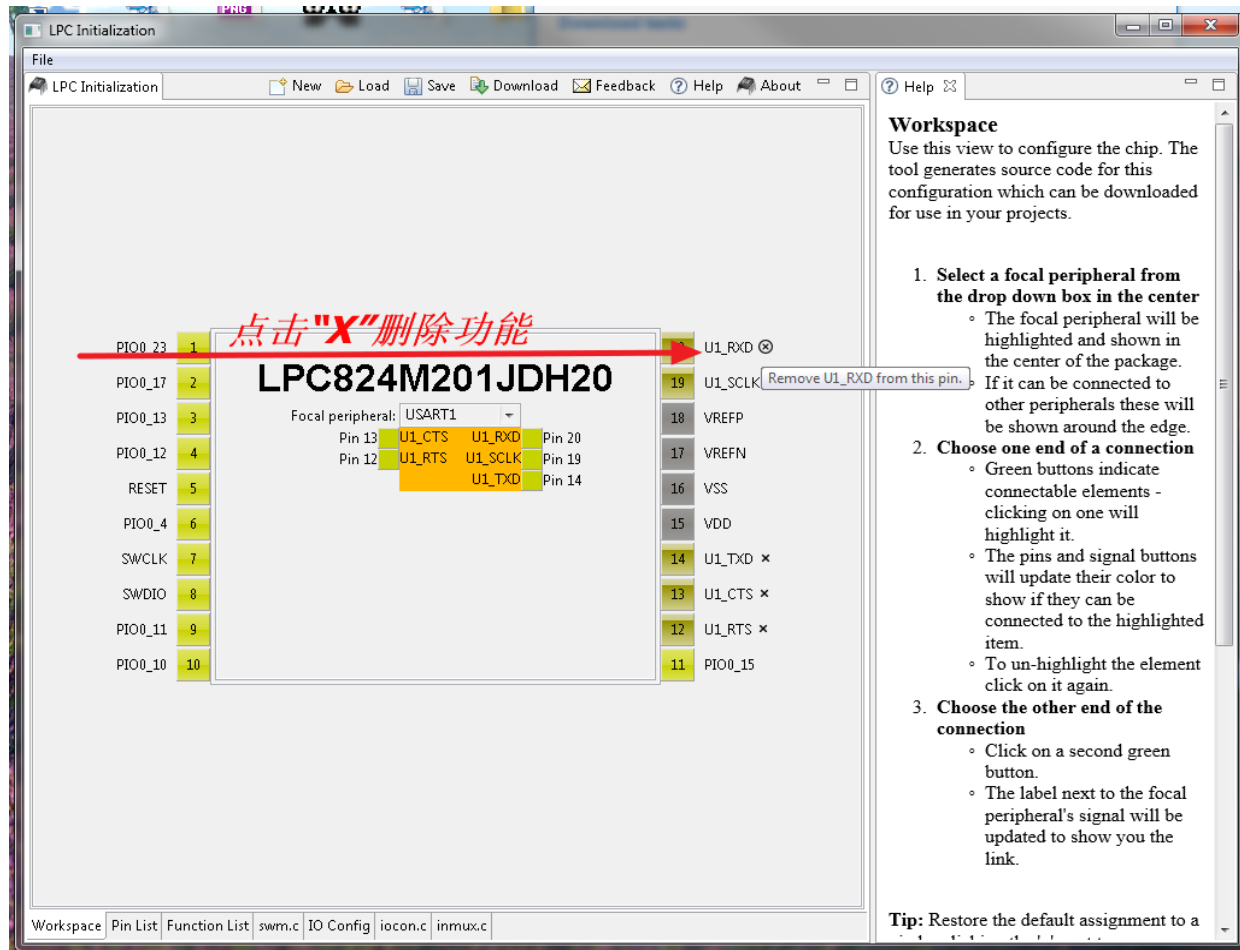 PNG
LPC Initialization
File
LPC Initialization
New Load Save Download Feedback Help About
Help
Workspace
Use this view to configure the chip. The
tool generates source code for this
configuration which can be downloaded
for use in your projects.
1. Select a focal peripheral from
the drop down box in the center
◦ The focal peripheral will be
highlighted and shown in
the center of the package.
◦ If it can be connected to
other peripherals these will
be shown around the edge.
2. Choose one end of a connection
◦ Green buttons indicate
connectable elements -
clicking on one will
highlight it.
◦ The pins and signal buttons
will update their color to
show if they can be
connected to the highlighted
item.
◦ To un-highlight the element
click on it again.
3. Choose the other end of the
connection
◦ Click on a second green
button.
◦ The label next to the focal
peripheral's signal will be
updated to show you the
link.
Tip: Restore the default assignment to a
点击"X"删除功能
PIO0_23 1
PIO0_17 2
PIO0_13 3
PIO0_12 4
RESET 5
PIO0_4 6
SWCLK 7
SWDIO 8
PIO0_11 9
PIO0_10 10
LPC824M201JDH20
Focal peripheral: USART1
Pin 13 U1_CTS U1_RXD Pin 20
Pin 12 U1_RTS U1_SCLK Pin 19
U1_TXD Pin 14
U1_RXD
Remove U1_RXD from this pin.
19 U1_SCLK
18 VREFP
17 VREFN
16 VSS
15 VDD
14 U1_TXD ×
13 U1_CTS ×
12 U1_RTS ×
11 PIO0_15
Workspace Pin List Function List swm.c IO Config iocon.c inmux.c